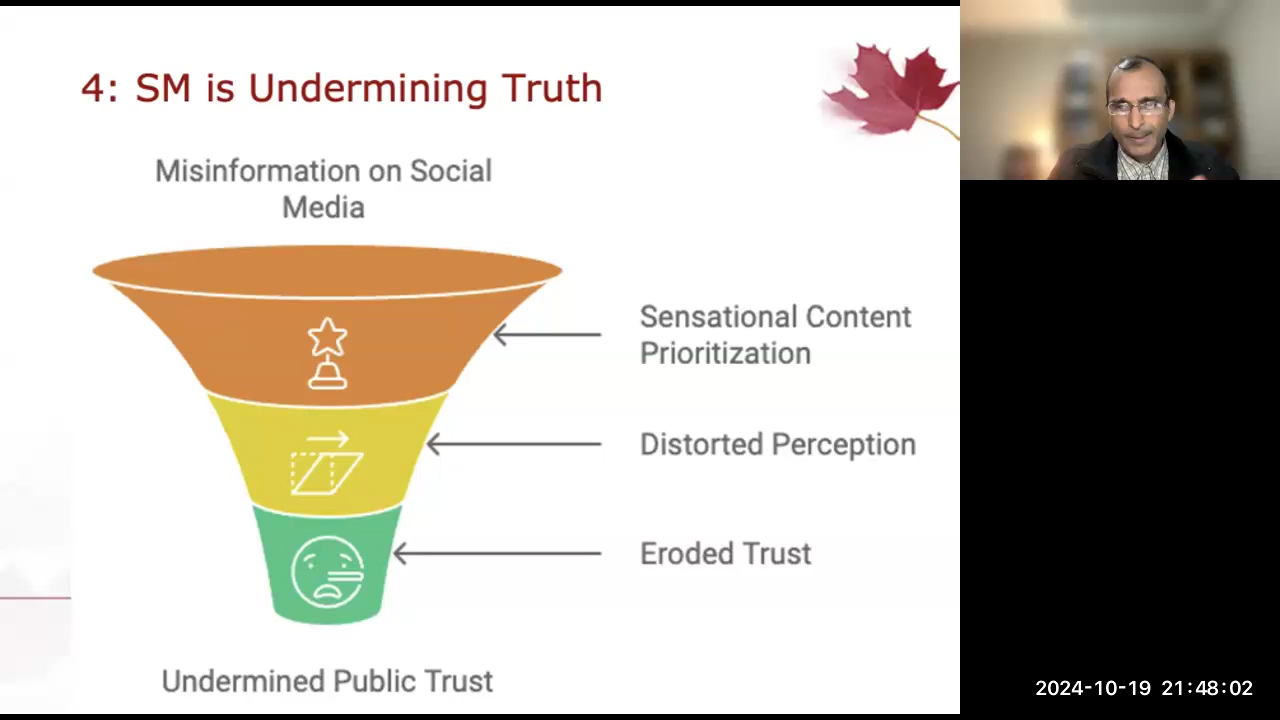 4: SM is Undermining Truth
Misinformation on Social
Media
Sensational Content
Prioritization
Distorted Perception
Eroded Trust
Undermined Public Trust
2024-10-19 21:48:02